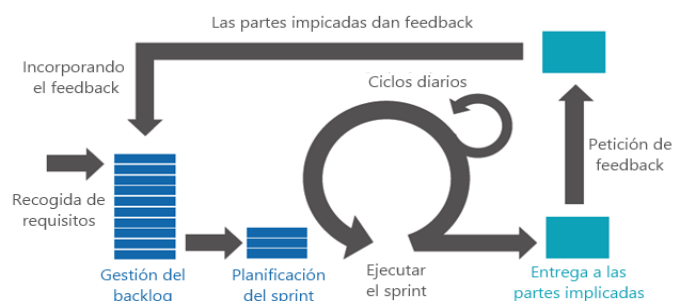 Las partes impicadas dan feedback
Incorporando
el feedback
Ciclos diarios
Petición de
feedback
Recogida de
requisitos
Gestión del
backlog
Planificación
del sprint
Ejecutar
el sprint
Entrega a las
partes implicadas